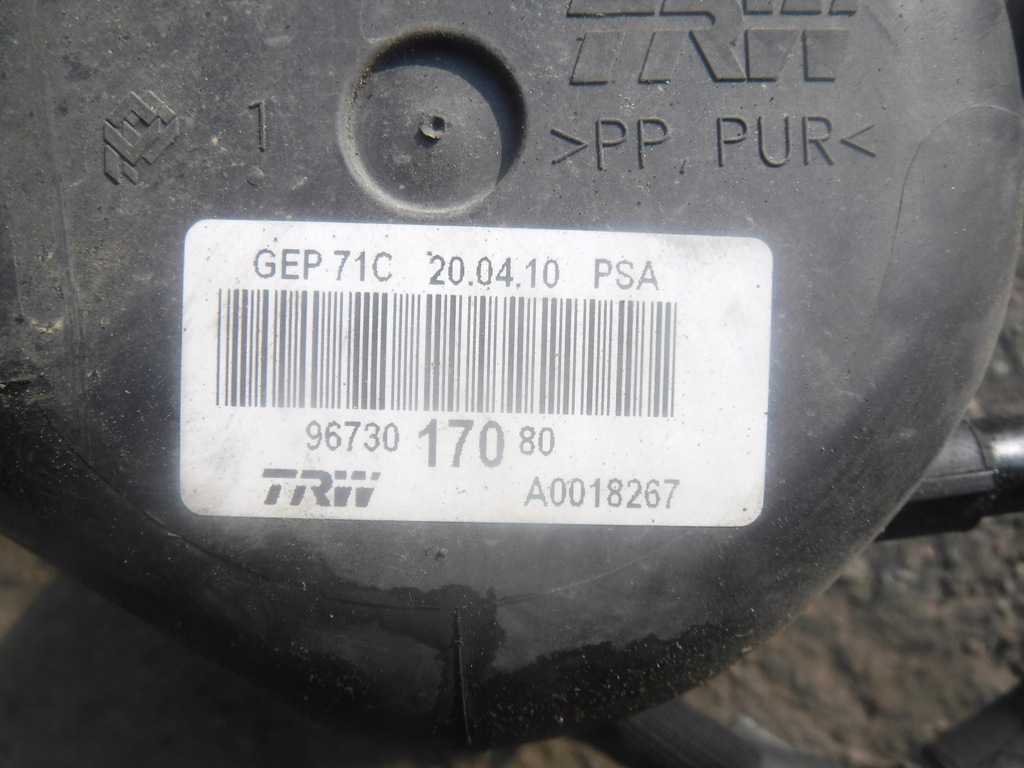 TRW
1
>PP PUR<
GEP 71C 20.04.10 PSA
96730 170 80
TRW
A0018267